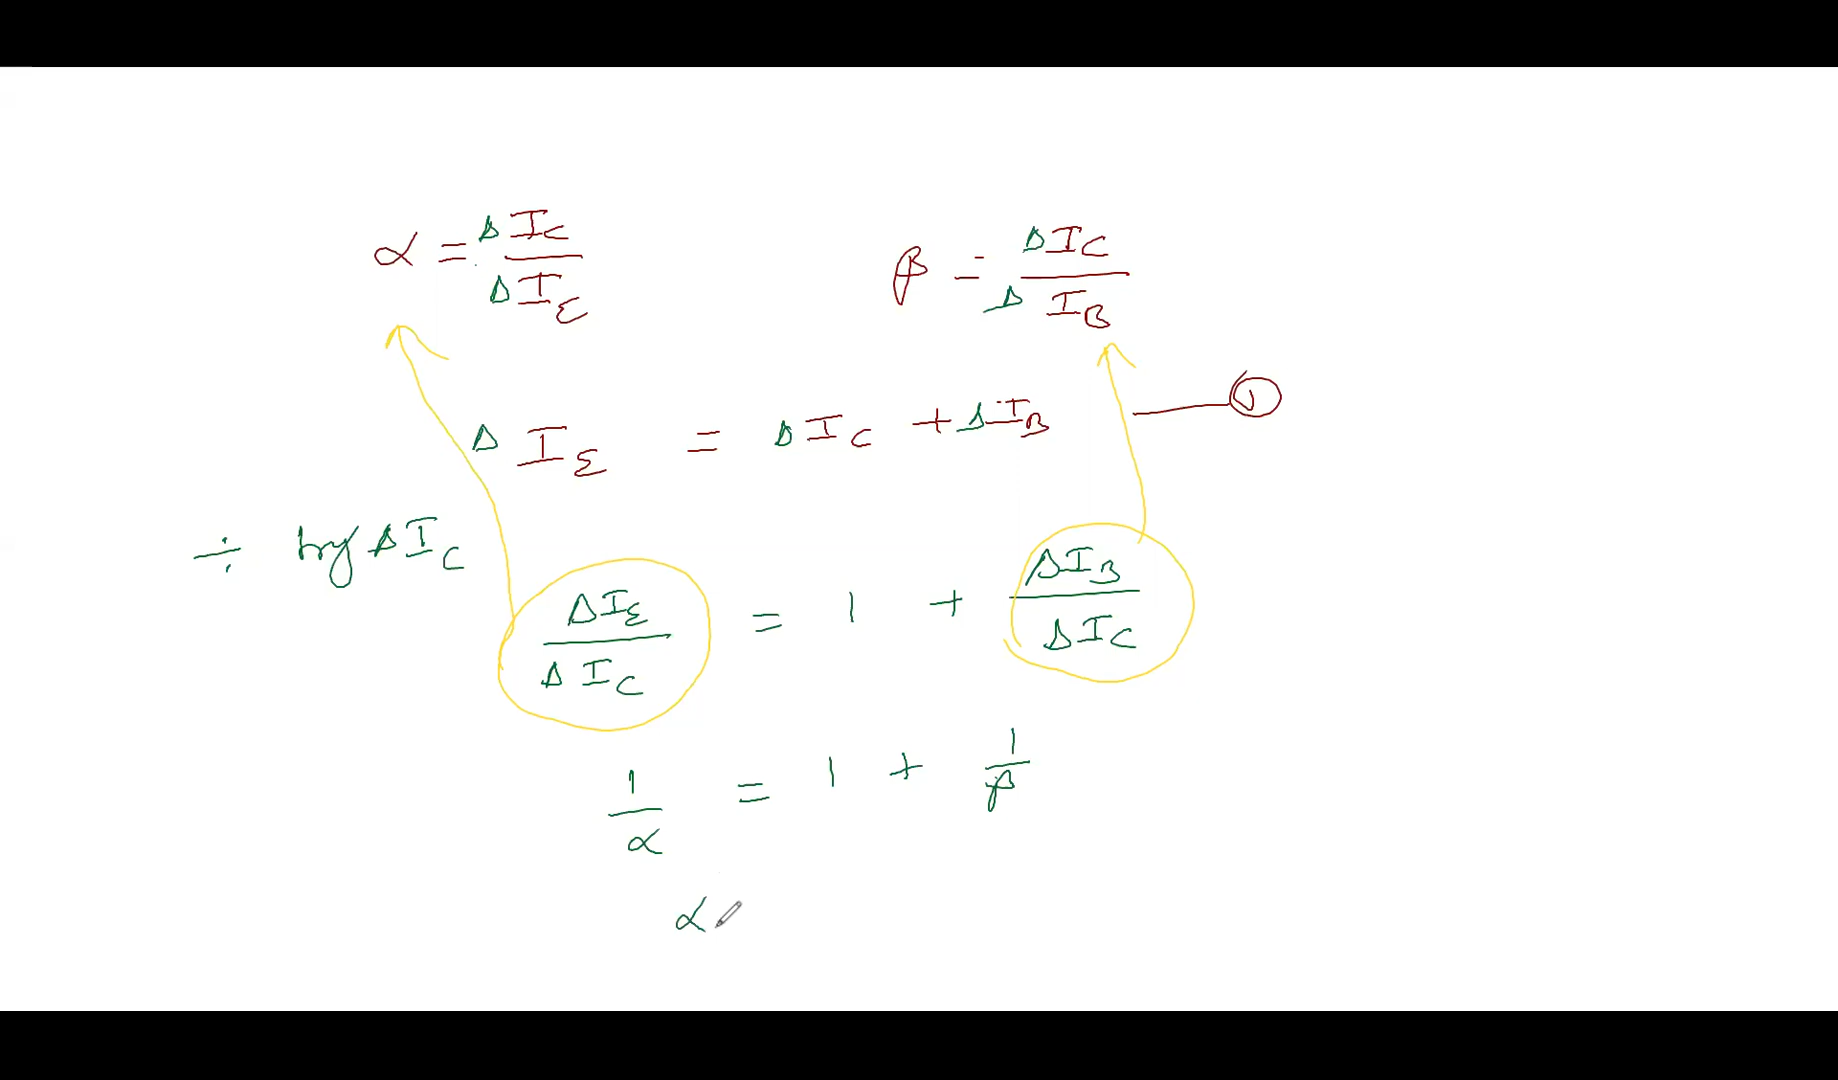 α = ΔI_C / ΔI_E    β = ΔI_C / ΔI_B
ΔI_E = ΔI_C + ΔI_B —— ①
÷ by ΔI_C
ΔI_E / ΔI_C = 1 + ΔI_B / ΔI_C
1 / α = 1 + 1 / β
α